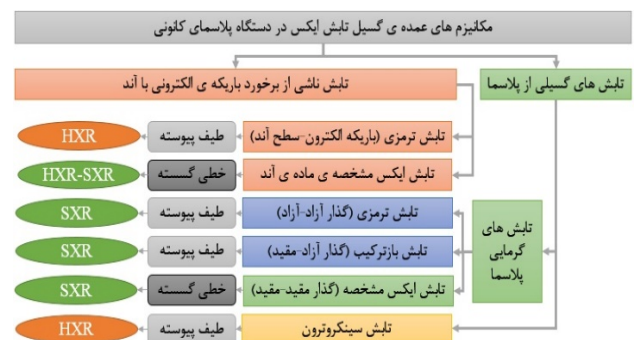 مکانیزم های عمده ی گسیل تابش ایکس در دستگاه پلاسمای کانونی
تابش های گسیلی از پلاسما
تابش ناشی از برخورد باریکه ی الکترونی با آند
تابش ترمزی (باریکه الکترون-سطح آند)
طیف پیوسته
HXR
تابش ایکس مشخصه ی ماده ی آند
خطی گسسته
HXR-SXR
تابش های
گرمایی
پلاسما
تابش ترمزی (گذار آزاد-آزاد)
طیف پیوسته
SXR
تابش بازترکیب (گذار آزاد-مقید)
طیف پیوسته
SXR
تابش ایکس مشخصه (گذار مقید-مقید)
خطی گسسته
SXR
تابش سینکروترون
طیف پیوسته
HXR